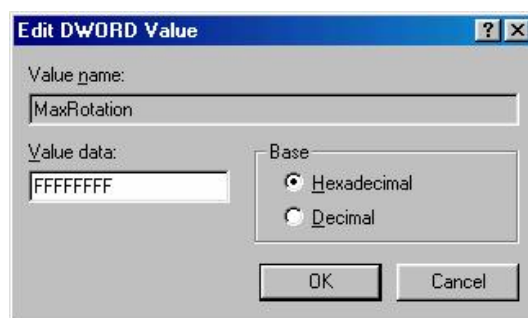 Edit DWORD Value
Value name:
MaxRotation
Value data:
FFFFFFFF
Base
Hexadecimal
Decimal
OK Cancel